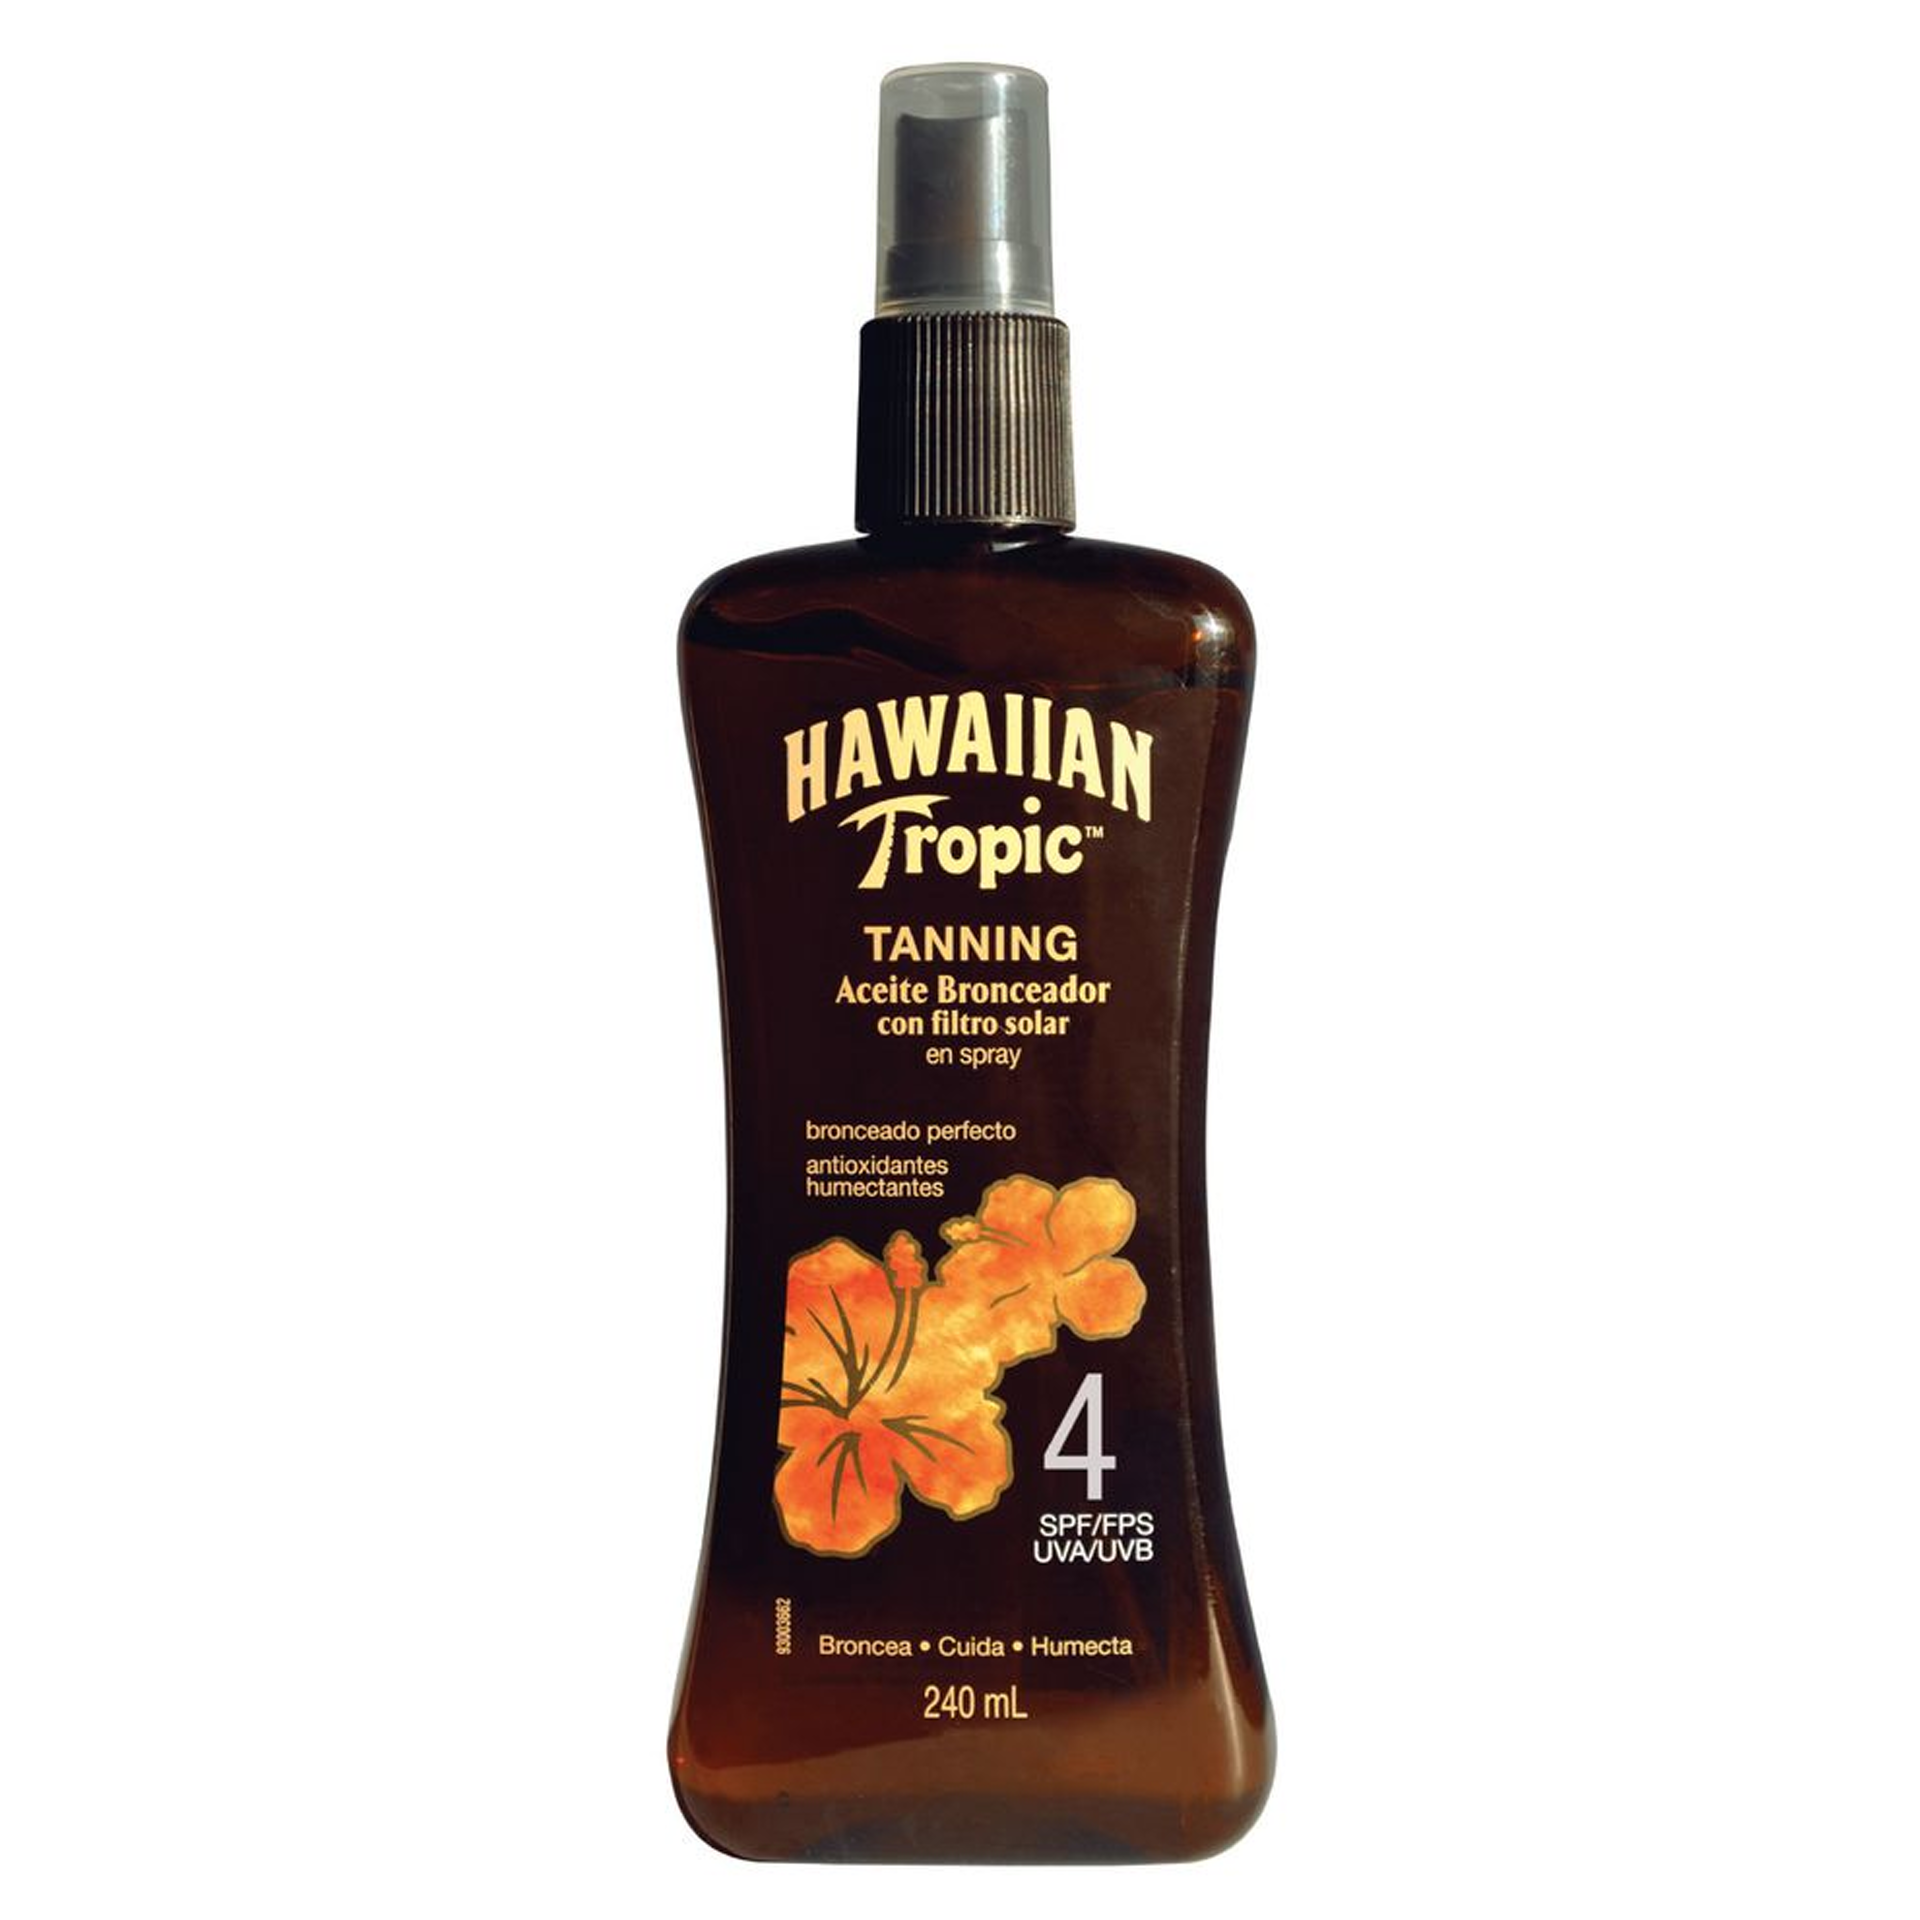 HAWAIIAN
Tropic™
TANNING
Aceite Bronceador
con filtro solar
en spray
bronceado perfecto
antioxidantes
humectantes
4
SPF/FPS
UVA/UVB
93003662
Broncea • Cuida • Humecta
240 mL